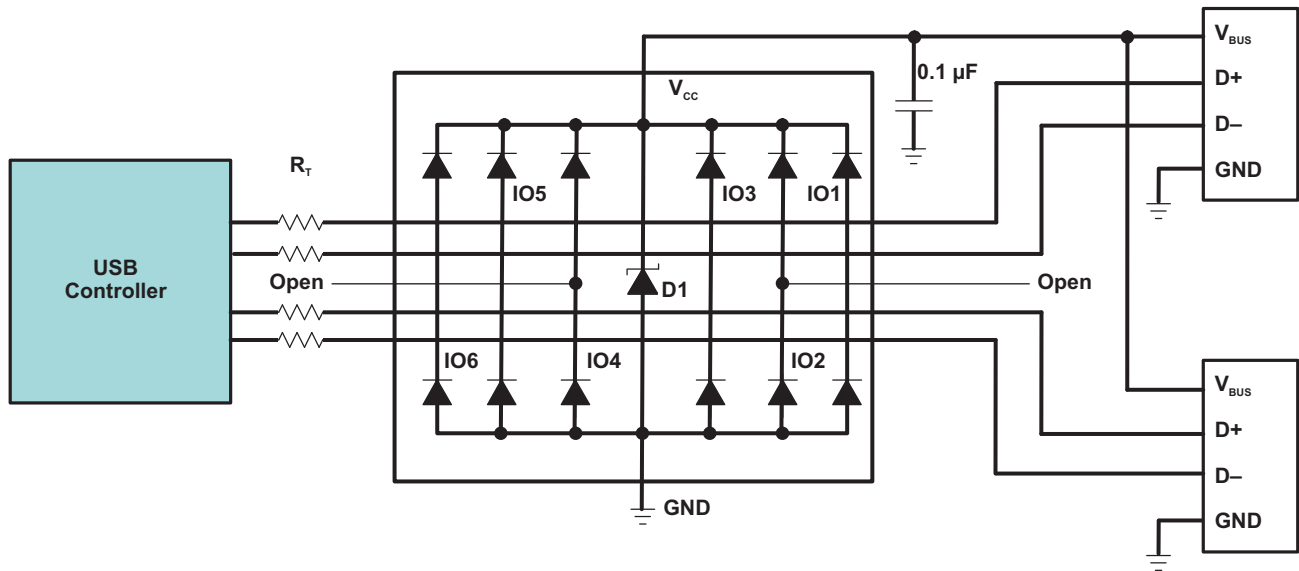 V_BUS
0.1 µF
D+
V_CC
D–
R_T
GND
IO5
IO3
IO1
USB
Controller
Open
D1
Open
IO6
IO4
IO2
V_BUS
D+
D–
GND
GND